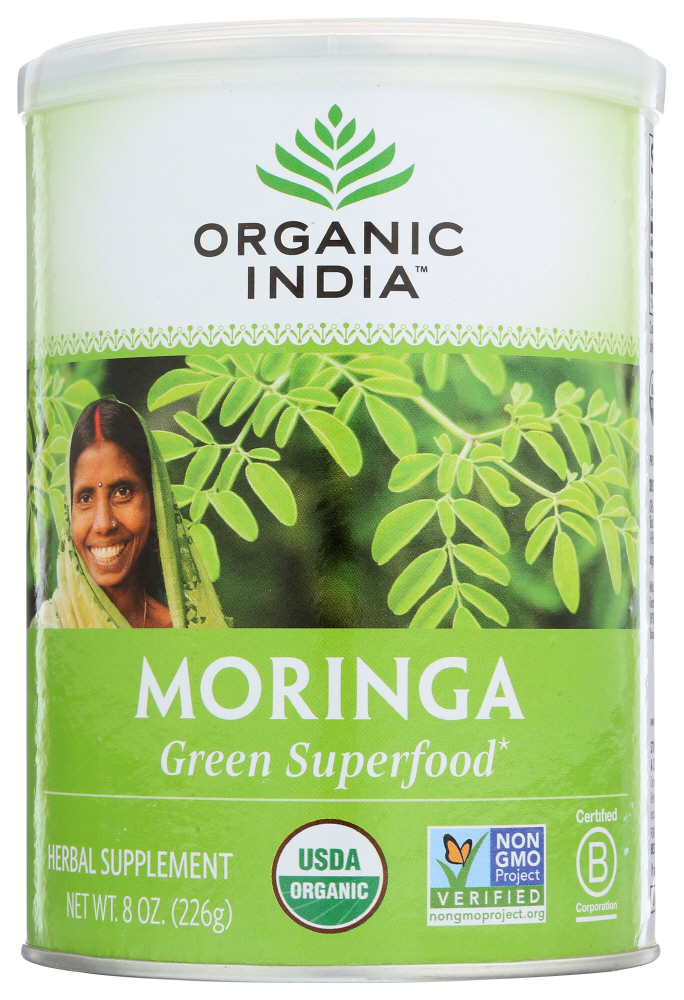 ORGANIC
INDIA™
MORINGA
Green Superfood*
HERBAL SUPPLEMENT
NET WT. 8 OZ. (226g)
USDA
ORGANIC
NON
GMO
Project
VERIFIED
nongmoproject.org
Certified
B
Corporation